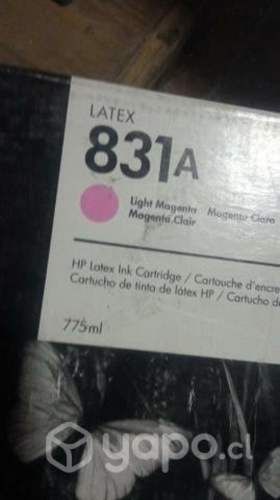 LATEX
831A
Light Magenta Magenta Claro
Magenta Clair
HP Latex Ink Cartridge / Cartouche d'encre
Cartucho de tinta de látex HP / Cartucho de
775ml
yapo.cl